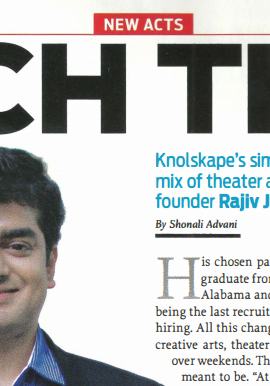 NEW ACTS
CH TE
Knolskape's sim
mix of theater a
founder Rajiv J
By Shonali Advani
His chosen pa
graduate from
Alabama and
being the last recruit
hiring. All this chang
creative arts, theater
over weekends. Th
meant to be. "At